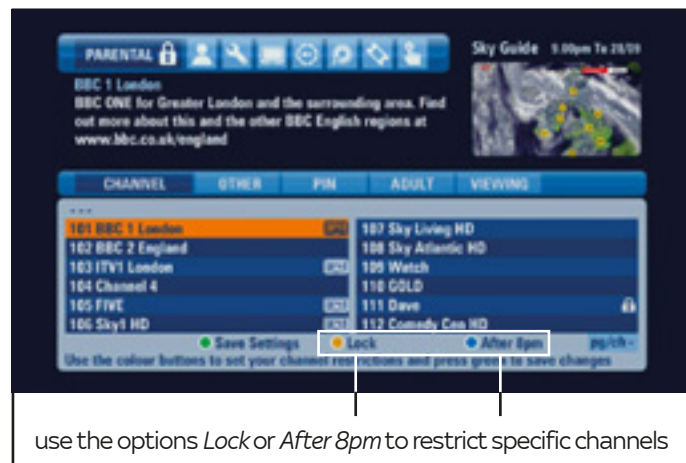 PARENTAL
Sky Guide 9.00pm Tu 28/09
BBC 1 London
BBC ONE for Greater London and the surrounding area. Find
out more about this and the other BBC English regions at
www.bbc.co.uk/england
CHANNEL OTHER PIN ADULT VIEWING
...
101 BBC 1 London
102 BBC 2 England
103 ITV1 London
104 Channel 4
105 FIVE
106 Sky1 HD
107 Sky Living HD
108 Sky Atlantic HD
109 Watch
110 GOLD
111 Dave
112 Comedy Cen HD
Save Settings Lock After 8pm pg/ch -
Use the colour buttons to set your channel restrictions and press green to save changes
use the options Lock or After 8pm to restrict specific channels